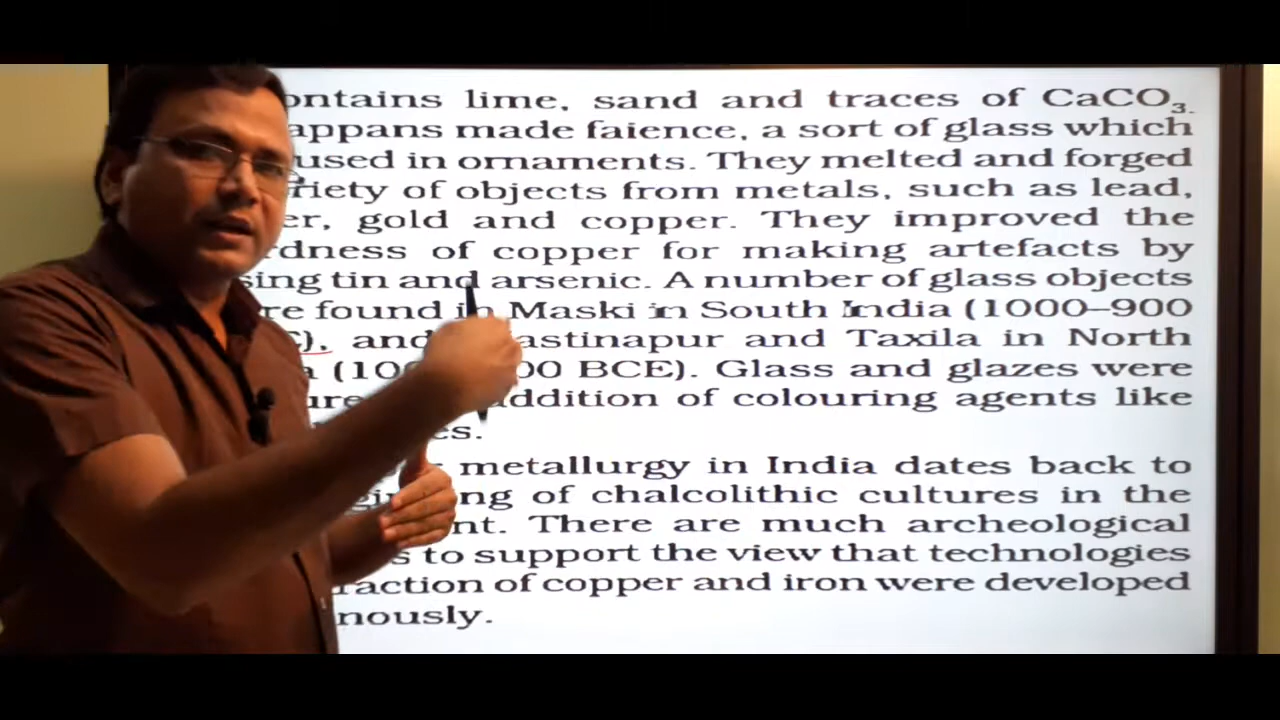 ontains lime, sand and traces of CaCO₃.
appans made faience, a sort of glass which
used in ornaments. They melted and forged
riety of objects from metals, such as lead,
er, gold and copper. They improved the
rdness of copper for making artefacts by
sing tin and arsenic. A number of glass objects
re found in Maski in South India (1000–900
), and astinapur and Taxila in North
(10 00 BCE). Glass and glazes were
ure ddition of colouring agents like
es.
metallurgy in India dates back to
ng of chalcolithic cultures in the
nt. There are much archeological
s to support the view that technologies
raction of copper and iron were developed
nously.